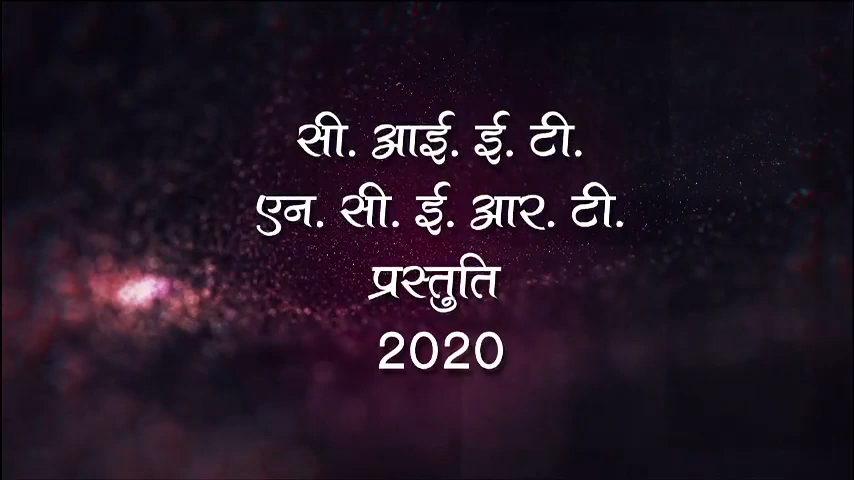 सी. आई. ई. टी.
एन. सी. ई. आर. टी.
प्रस्तुति
2020